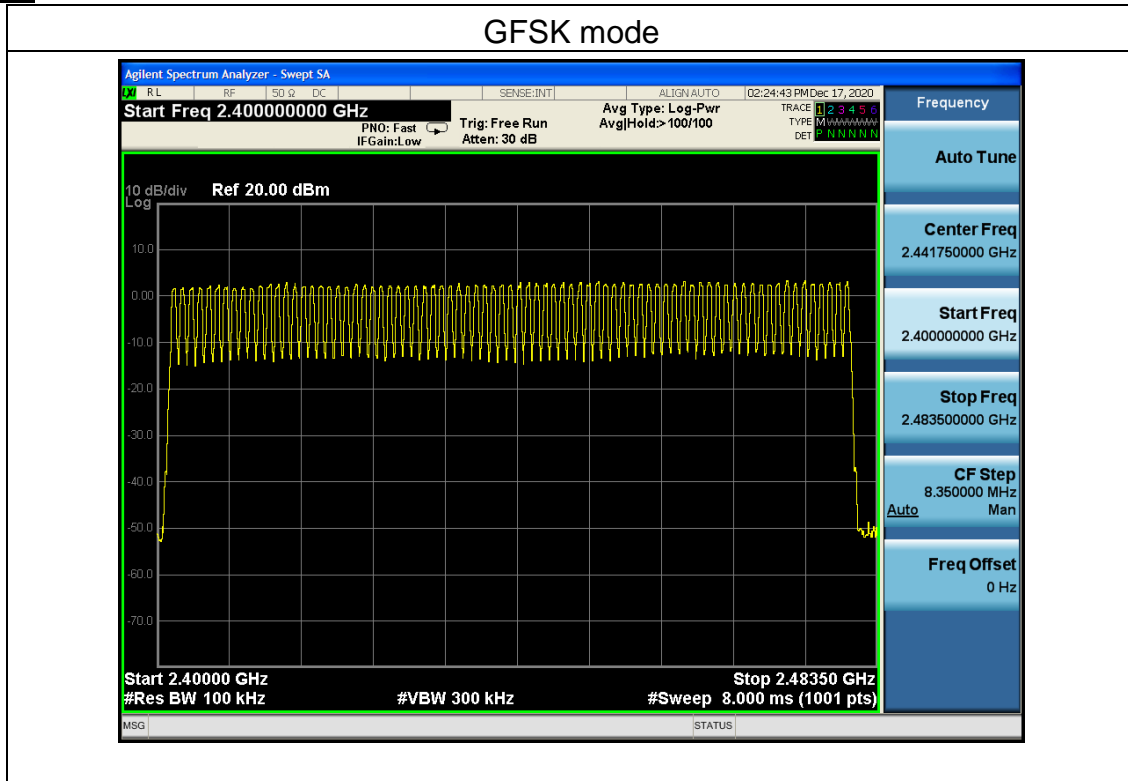 GFSK mode
Agilent Spectrum Analyzer - Swept SA
LXI RL RF 50 Ω DC SENSE:INT ALIGN AUTO 02:24:43 PM Dec 17, 2020
Start Freq 2.400000000 GHz
PNO: Fast
IFGain:Low
Trig: Free Run
Atten: 30 dB
Avg Type: Log-Pwr
Avg|Hold:>100/100
TRACE 1 2 3 4 5 6
TYPE MWWWWW
DET P N N N N N
10 dB/div Ref 20.00 dBm
Log
10.0
0.00
-10.0
-20.0
-30.0
-40.0
-50.0
-60.0
-70.0
Start 2.40000 GHz Stop 2.48350 GHz
#Res BW 100 kHz #VBW 300 kHz #Sweep 8.000 ms (1001 pts)
MSG STATUS
Frequency
Auto Tune
Center Freq
2.441750000 GHz
Start Freq
2.400000000 GHz
Stop Freq
2.483500000 GHz
CF Step
8.350000 MHz
Auto Man
Freq Offset
0 Hz